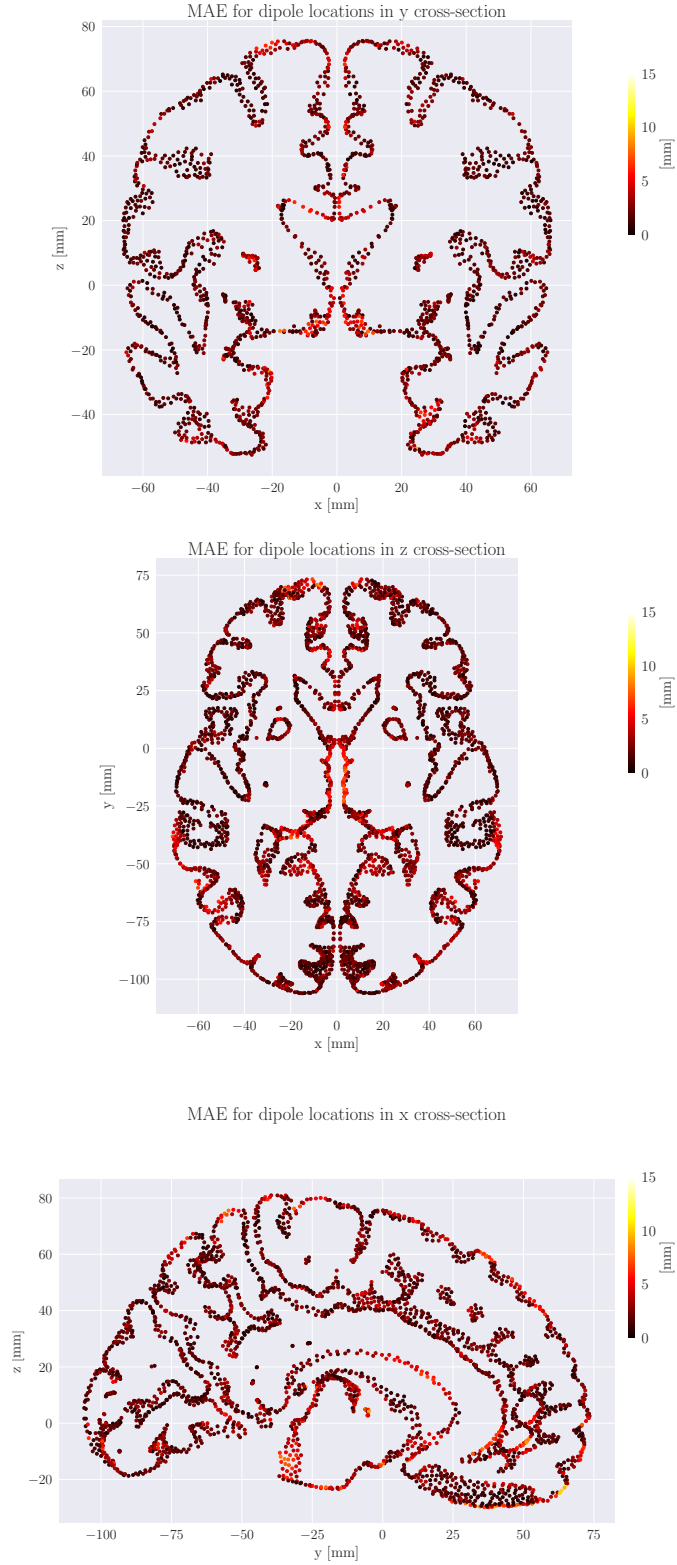 MAE for dipole locations in y cross-section
80
60
40
20
0
−20
−40
z [mm]
−60 −40 −20 0 20 40 60
x [mm]
15
10
5
0
[mm]
MAE for dipole locations in z cross-section
75
50
25
0
−25
−50
−75
−100
y [mm]
−60 −40 −20 0 20 40 60
x [mm]
15
10
5
0
[mm]
MAE for dipole locations in x cross-section
80
60
40
20
0
−20
z [mm]
−100 −75 −50 −25 0 25 50 75
y [mm]
15
10
5
0
[mm]